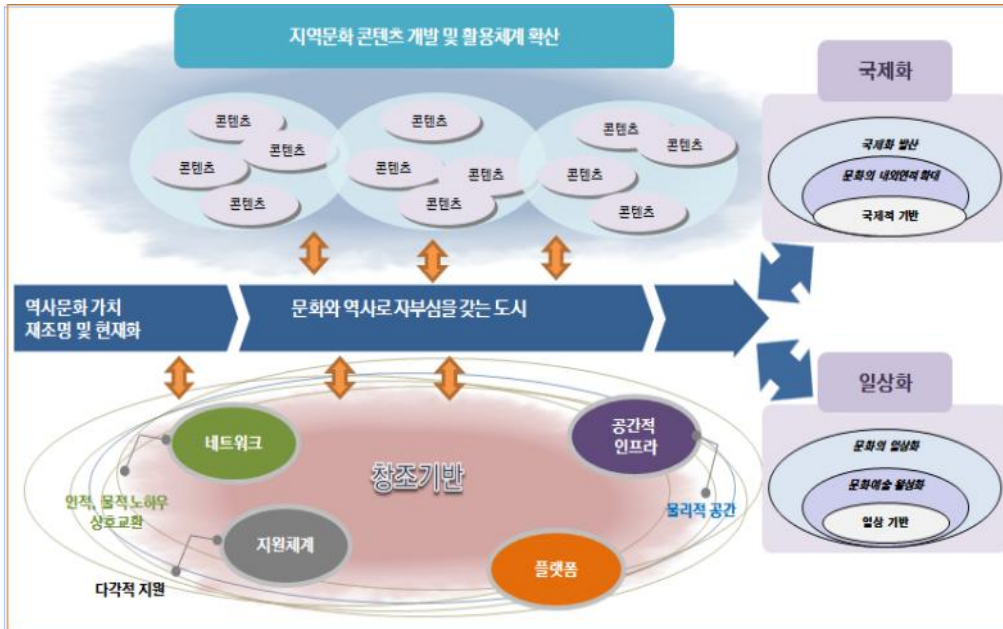 지역문화 콘텐츠 개발 및 활용체계 확산
콘텐츠
콘텐츠
콘텐츠
콘텐츠
콘텐츠
콘텐츠
콘텐츠
콘텐츠
콘텐츠
콘텐츠
콘텐츠
콘텐츠
국제화
국제화 발산
문화의 내외연적 확대
국제적 기반
역사문화 가치
재조명 및 현재화
문화와 역사로 자부심을 갖는 도시
일상화
문화의 일상화
문화예술 활성화
일상 기반
네트워크
공간적
인프라
창조기반
인적, 물적 노하우
상호교환
물리적 공간
지원체계
플랫폼
다각적 지원